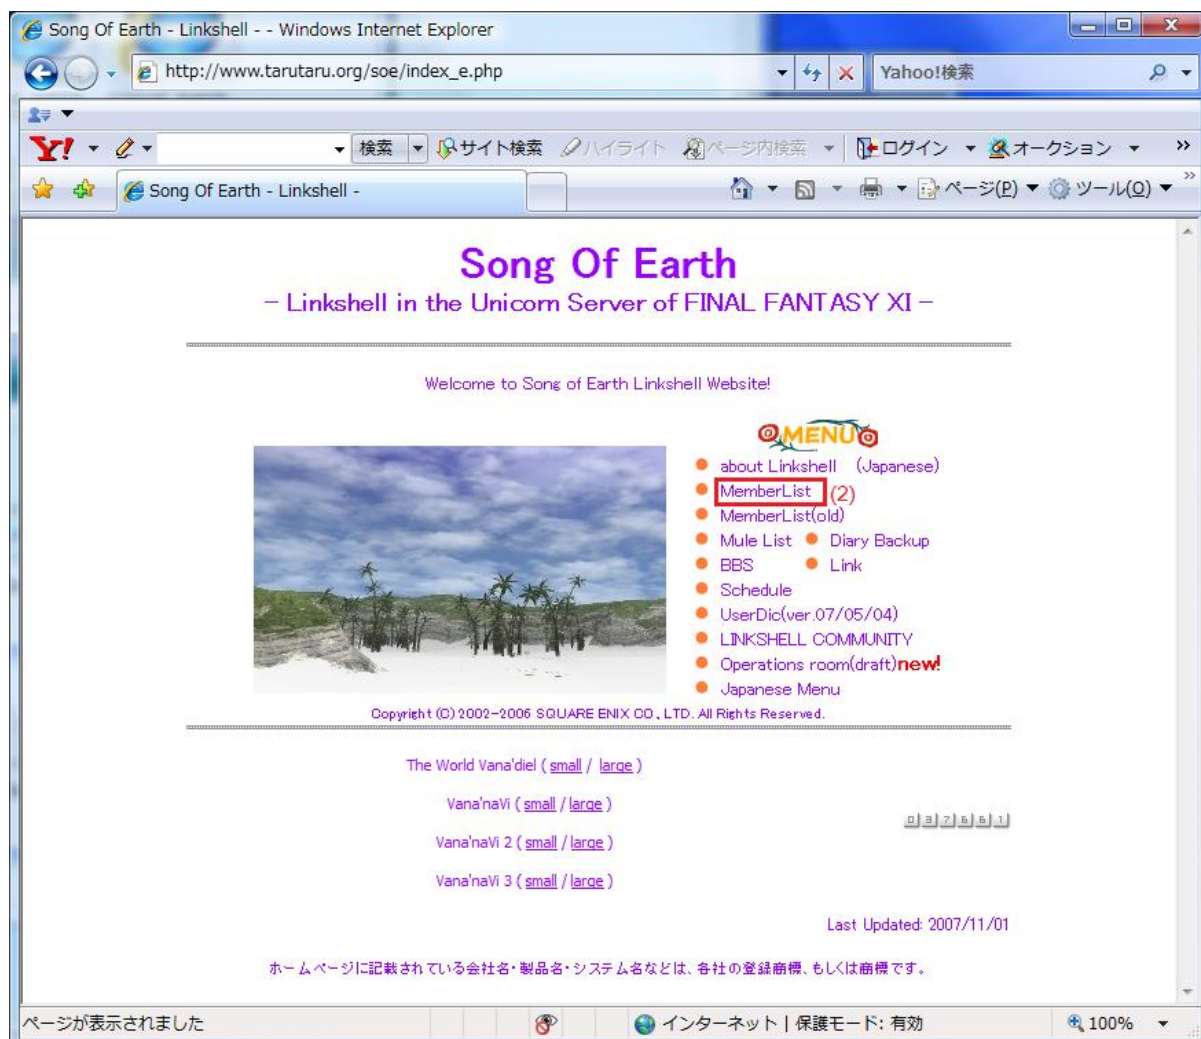 Song Of Earth - Linkshell - - Windows Internet Explorer
http://www.tarutaru.org/soe/index_e.php
Yahoo!検索
Y! 検索 サイト検索 ハイライト ページ内検索 ログイン オークション »
Song Of Earth - Linkshell - ページ(P) ツール(O) »
Song Of Earth
- Linkshell in the Unicorn Server of FINAL FANTASY XI -
Welcome to Song of Earth Linkshell Website!
MENU
about Linkshell (Japanese)
MemberList (2)
MemberList(old)
Mule List Diary Backup
BBS Link
Schedule
UserDic(ver.07/05/04)
LINKSHELL COMMUNITY
Operations room(draft)new!
Japanese Menu
Copyright (C) 2002-2006 SQUARE ENIX CO., LTD. All Rights Reserved.
The World Vana'diel ( small / large )
Vana'naVi ( small / large )
Vana'naVi 2 ( small / large )
Vana'naVi 3 ( small / large )
Last Updated: 2007/11/01
ホームページに記載されている会社名・製品名・システム名などは、各社の登録商標、もしくは商標です。
ページが表示されました インターネット | 保護モード: 有効 100%